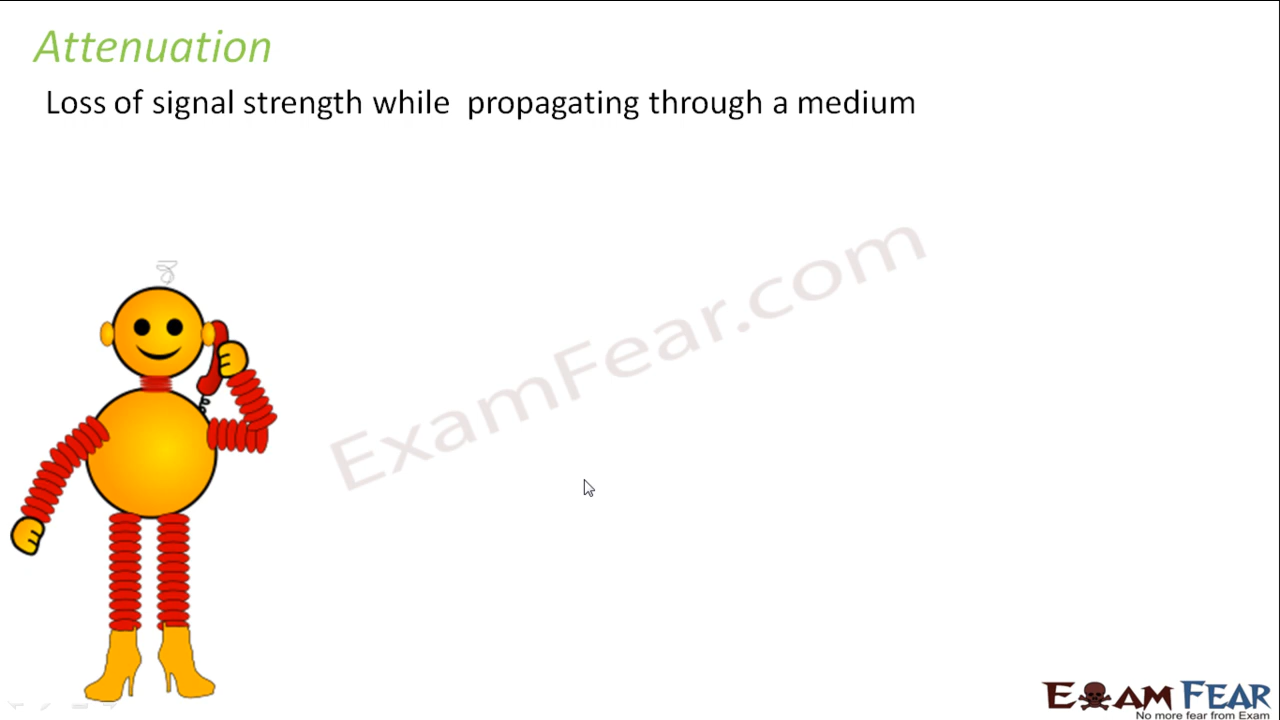 Attenuation
Loss of signal strength while propagating through a medium
ExamFear.com
EXAM FEAR
No more fear from Exam